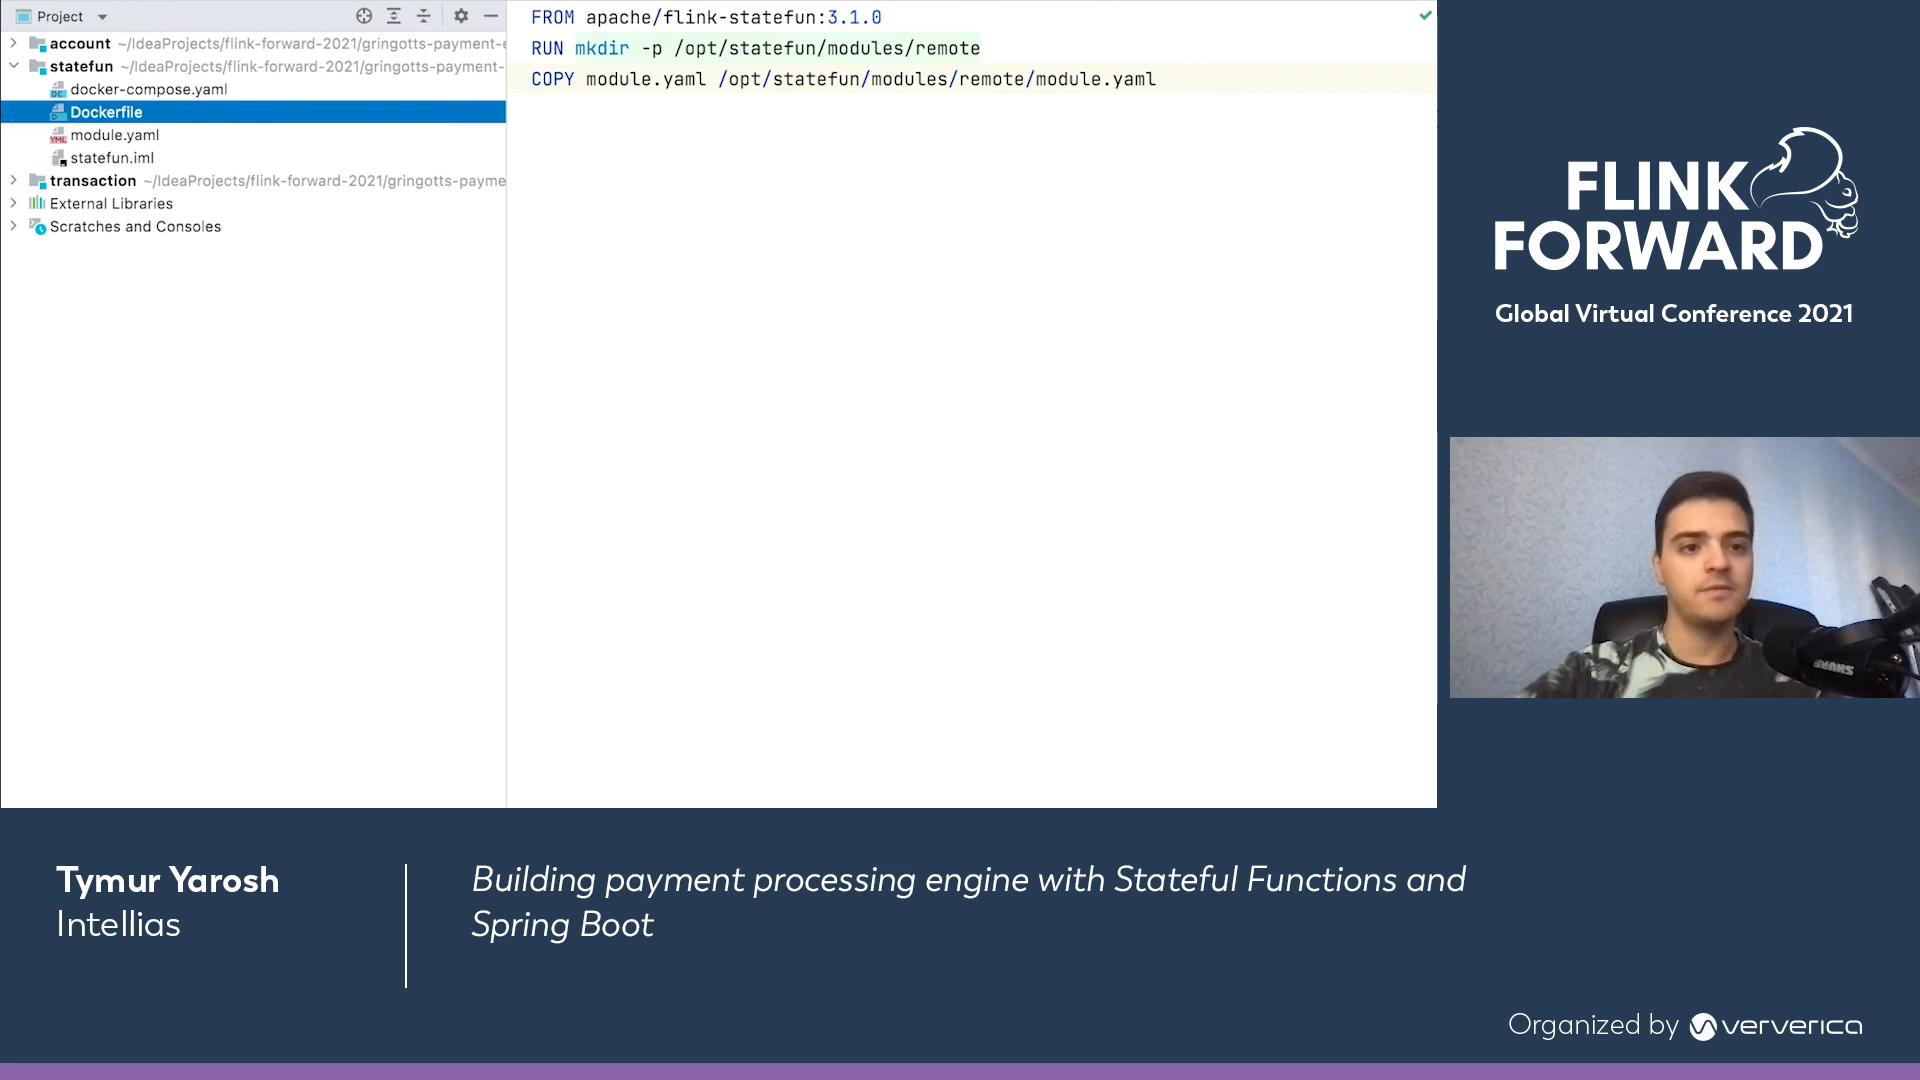 Project
account ~/IdeaProjects/flink-forward-2021/gringotts-payment-e
statefun ~/IdeaProjects/flink-forward-2021/gringotts-payment-
docker-compose.yaml
Dockerfile
module.yaml
statefun.iml
transaction ~/IdeaProjects/flink-forward-2021/gringotts-payme
External Libraries
Scratches and Consoles
FROM apache/flink-statefun:3.1.0
RUN mkdir -p /opt/statefun/modules/remote
COPY module.yaml /opt/statefun/modules/remote/module.yaml
FLINK
FORWARD
Global Virtual Conference 2021
SHURE
Tymur Yarosh
Intellias
Building payment processing engine with Stateful Functions and
Spring Boot
Organized by ververica